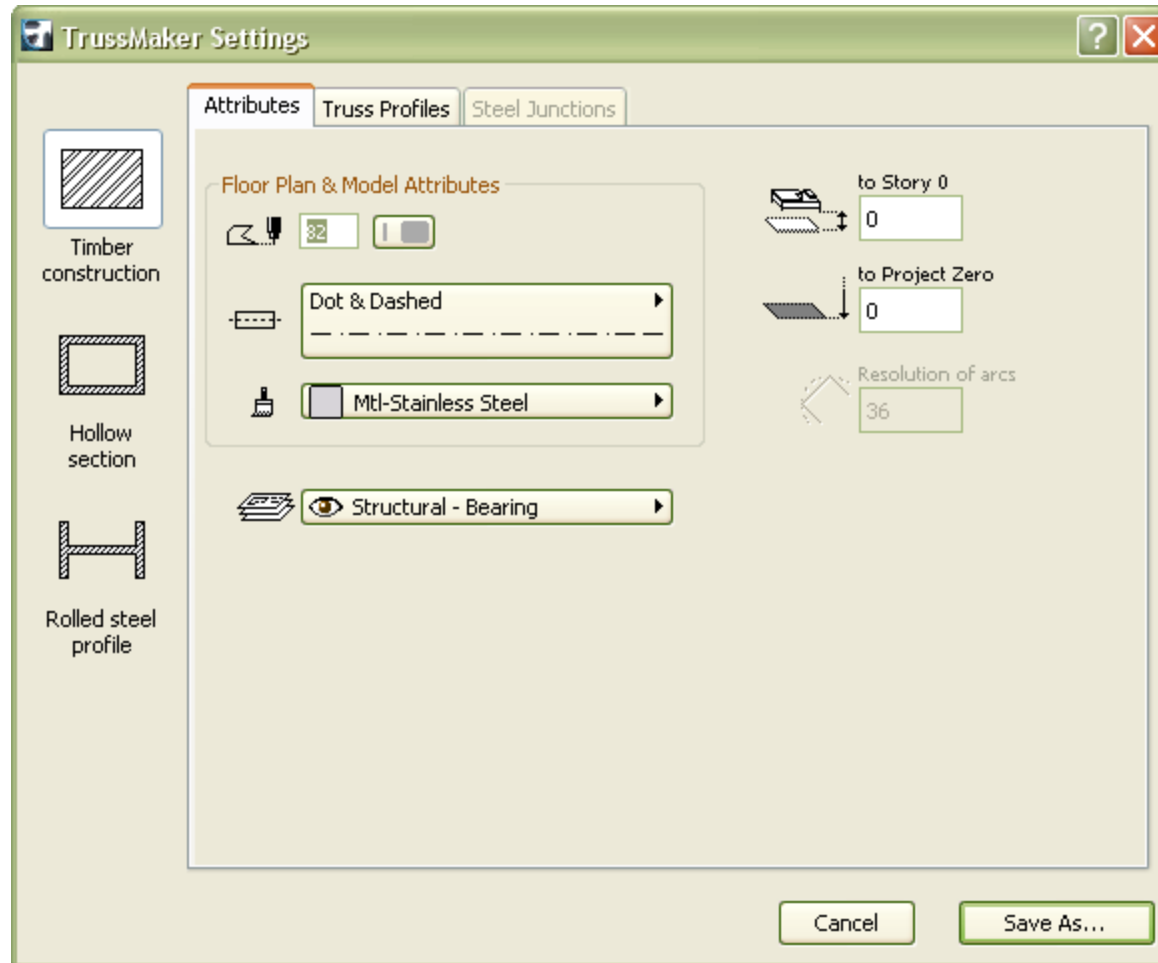 TrussMaker Settings
Attributes
Truss Profiles
Steel Junctions
Timber
construction
Hollow
section
Rolled steel
profile
Floor Plan & Model Attributes
32
Dot & Dashed
Mtl-Stainless Steel
Structural - Bearing
to Story 0
0
to Project Zero
0
Resolution of arcs
36
Cancel
Save As...